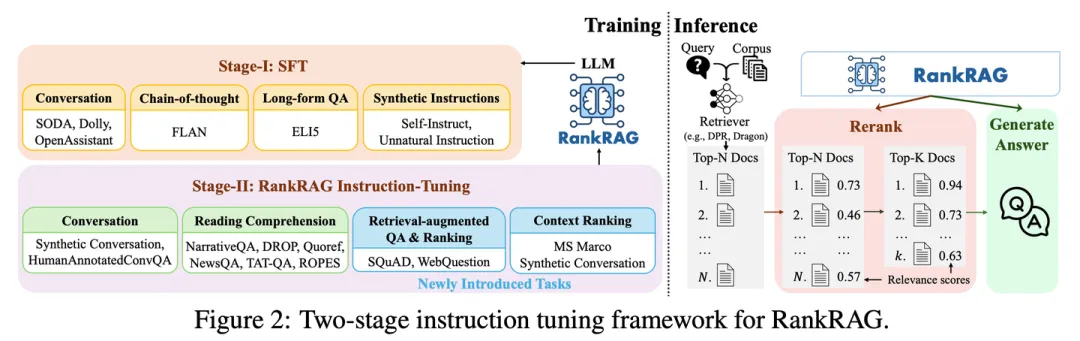 Training
Inference
Stage-I: SFT
Conversation
SODA, Dolly,
OpenAssistant
Chain-of-thought
FLAN
Long-form QA
ELI5
Synthetic Instructions
Self-Instruct,
Unnatural Instruction
LLM
RankRAG
Stage-II: RankRAG Instruction-Tuning
Conversation
Synthetic Conversation,
HumanAnnotatedConvQA
Reading Comprehension
NarrativeQA, DROP, Quoref,
NewsQA, TAT-QA, ROPES
Retrieval-augmented
QA & Ranking
SQuAD, WebQuestion
Context Ranking
MS Marco
Synthetic Conversation
Newly Introduced Tasks
Query
?
Corpus
Retriever
(e.g., DPR, Dragon)
Top-N Docs
1.
2.
...
...
N.
RankRAG
Rerank
Top-N Docs
1. 0.73
2. 0.46
... ...
... ...
N. 0.57
Top-K Docs
1. 0.94
2. 0.73
... ...
k. 0.63
Relevance scores
Generate
Answer
Q
A
Figure 2: Two-stage instruction tuning framework for RankRAG.